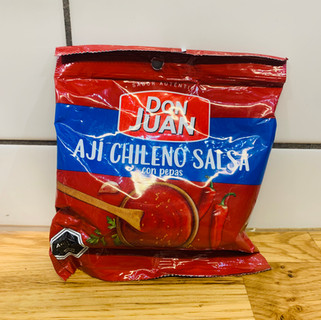 SABOR AUTÉNTICO
DON
JUAN
AJÍ CHILENO SALSA
con pepas